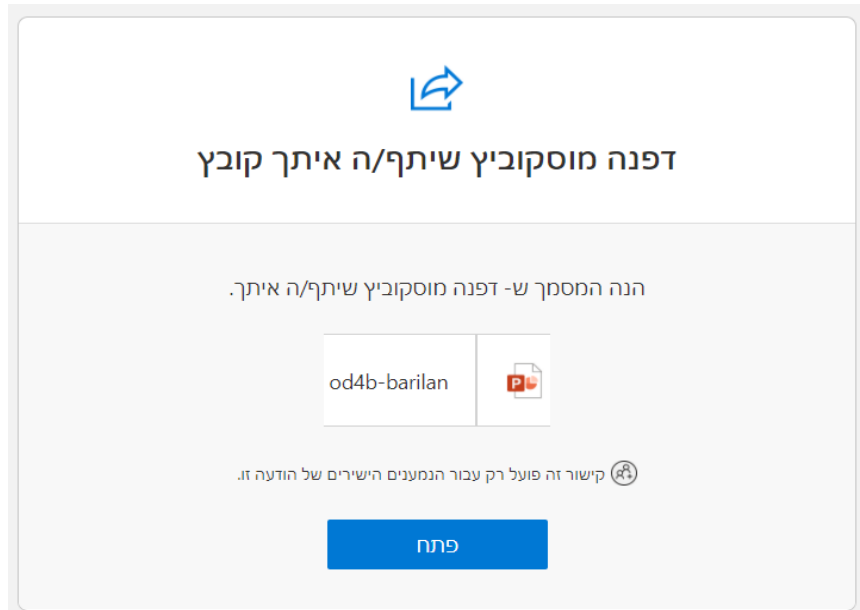 דפנה מוסקוביץ שיתף/ה איתך קובץ
הנה המסמך ש- דפנה מוסקוביץ שיתף/ה איתך.
od4b-barilan
קישור זה פועל רק עבור הנמענים הישירים של הודעה זו.
פתח